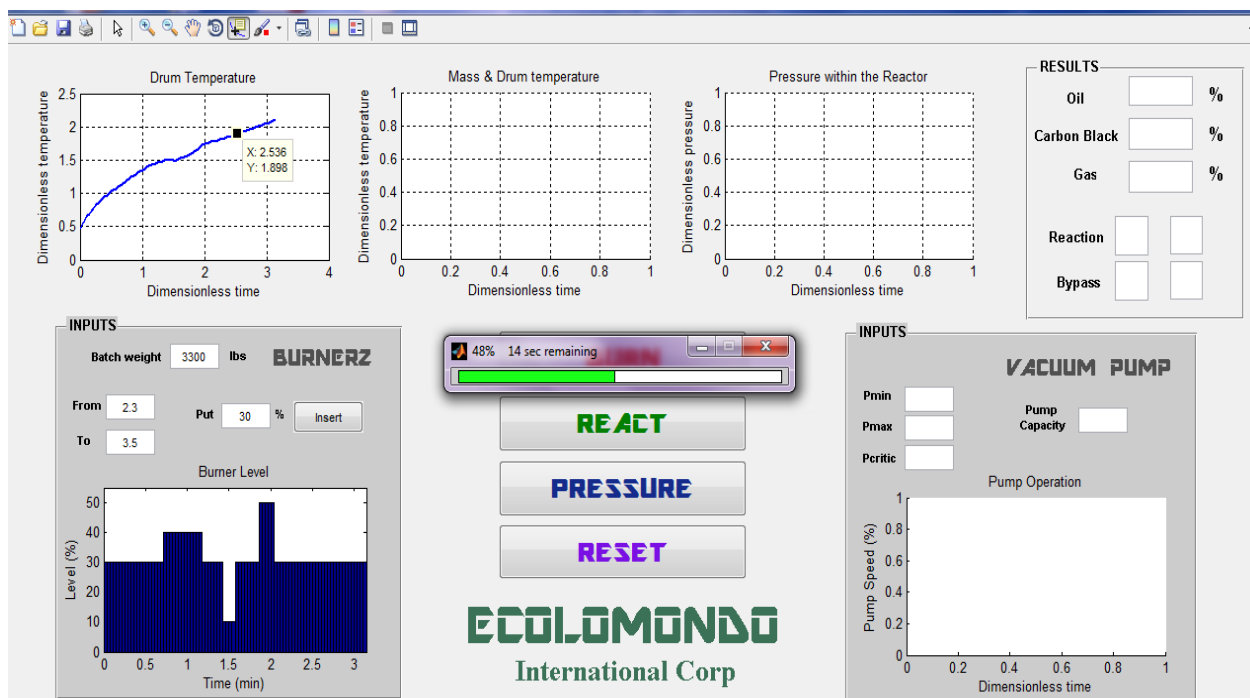 Drum Temperature
2.5
2
1.5
1
0.5
0
0 1 2 3 4
Dimensionless temperature
Dimensionless time
X: 2.536
Y: 1.898
Mass & Drum temperature
1
0.8
0.6
0.4
0.2
0
0 0.2 0.4 0.6 0.8 1
Dimensionless temperature
Dimensionless time
Pressure within the Reactor
1
0.8
0.6
0.4
0.2
0
0 0.2 0.4 0.6 0.8 1
Dimensionless pressure
Dimensionless time
RESULTS
Oil %
Carbon Black %
Gas %
Reaction
Bypass
INPUTS
Batch weight 3300 lbs BURNERZ
From 2.3
Put 30 % Insert
To 3.5
Burner Level
50
40
30
20
10
0
0 0.5 1 1.5 2 2.5 3
Level (%)
Time (min)
48% 14 sec remaining
REACT
PRESSURE
RESET
ECOLOMONDO
International Corp
INPUTS
VACUUM PUMP
Pmin
Pmax
Pcritic
Pump
Capacity
Pump Operation
1
0.8
0.6
0.4
0.2
0
0 0.2 0.4 0.6 0.8 1
Pump Speed (%)
Dimensionless time